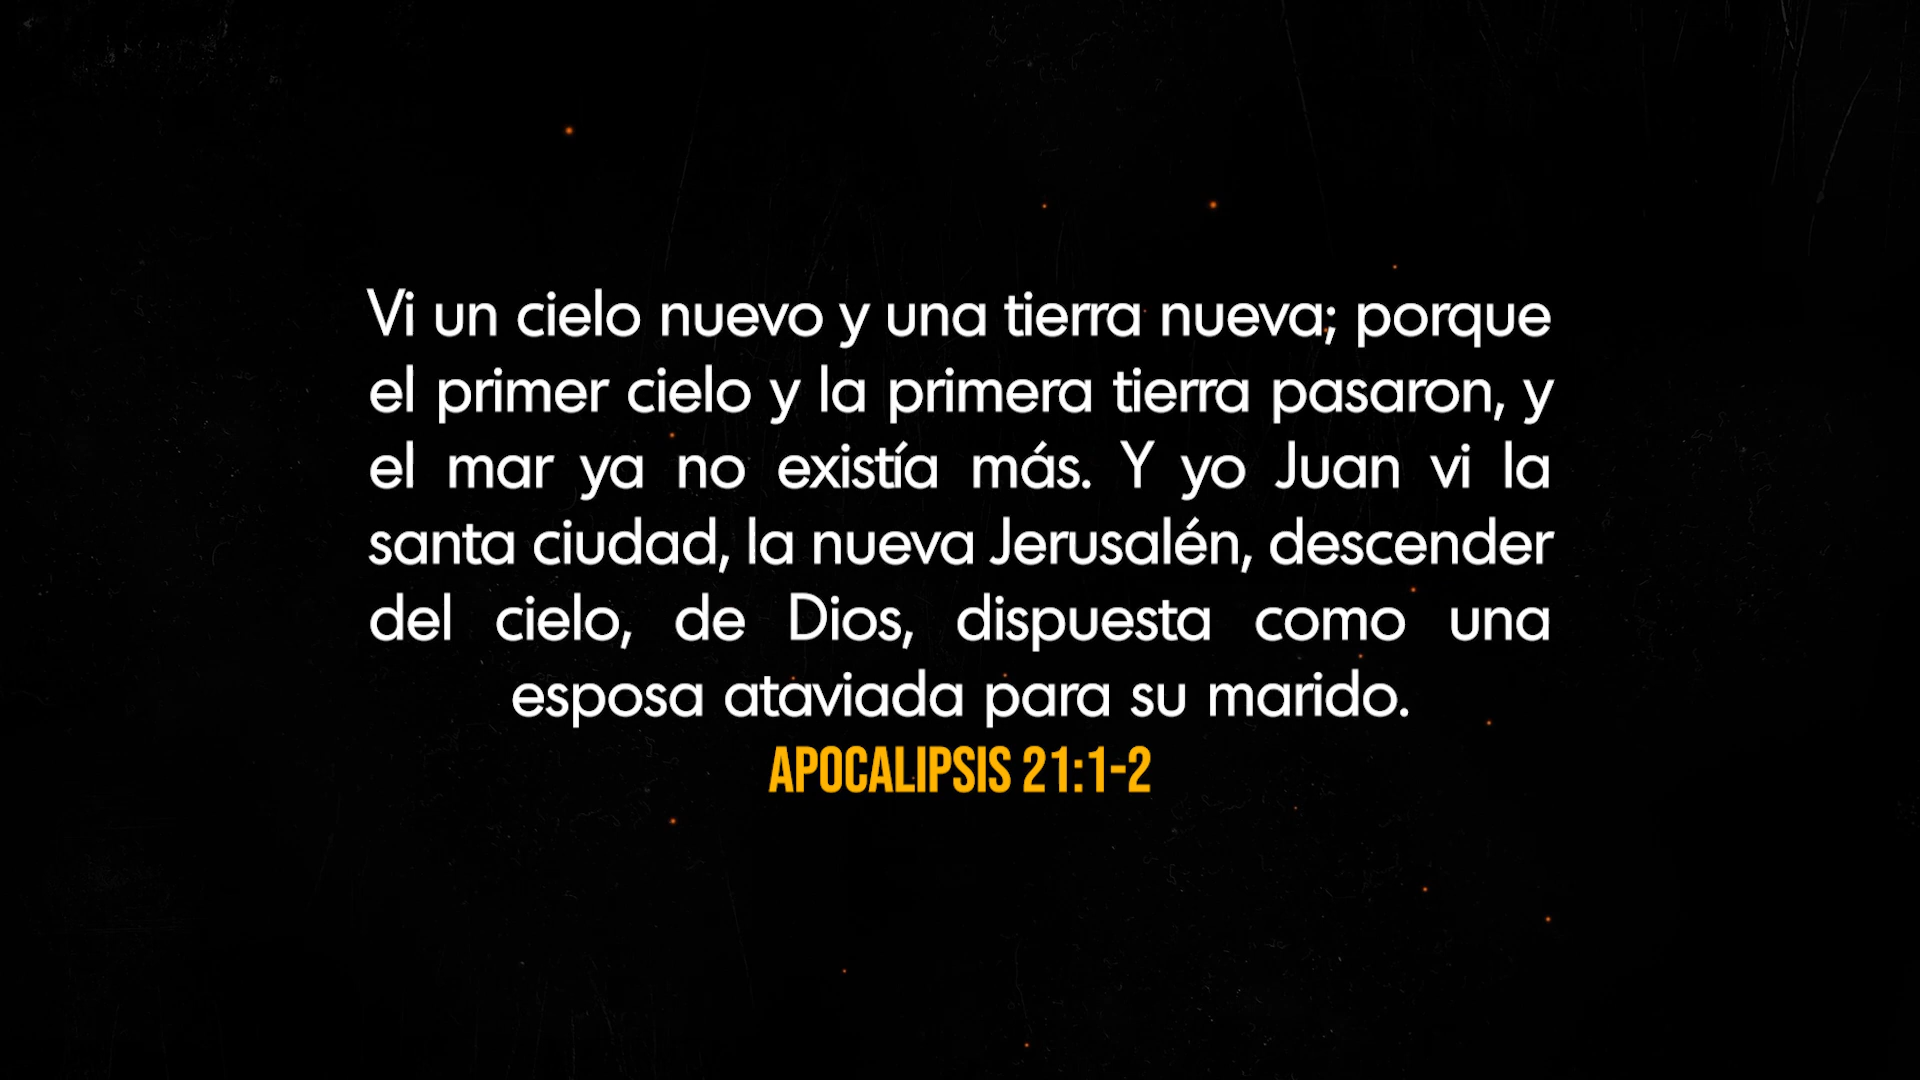 Vi un cielo nuevo y una tierra nueva; porque
el primer cielo y la primera tierra pasaron, y
el mar ya no existía más. Y yo Juan vi la
santa ciudad, la nueva Jerusalén, descender
del cielo, de Dios, dispuesta como una
esposa ataviada para su marido.
APOCALIPSIS 21:1-2